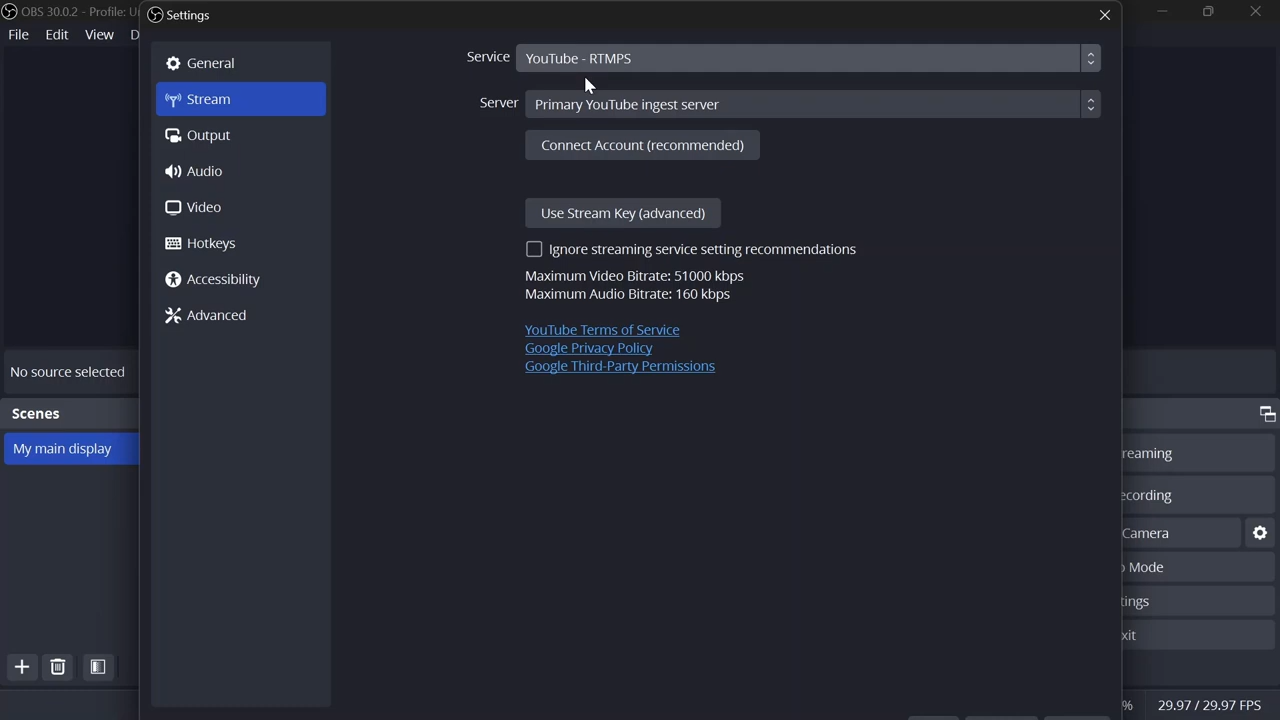 OBS 30.0.2 - Profile:
Settings
File Edit View
General
Stream
Output
Audio
Video
Hotkeys
Accessibility
Advanced
Service YouTube - RTMPS
Server Primary YouTube ingest server
Connect Account (recommended)
Use Stream Key (advanced)
Ignore streaming service setting recommendations
Maximum Video Bitrate: 51000 kbps
Maximum Audio Bitrate: 160 kbps
YouTube Terms of Service
Google Privacy Policy
Google Third-Party Permissions
No source selected
Scenes
My main display
reaming
ecording
Camera
Mode
tings
xit
% 29.97 / 29.97 FPS